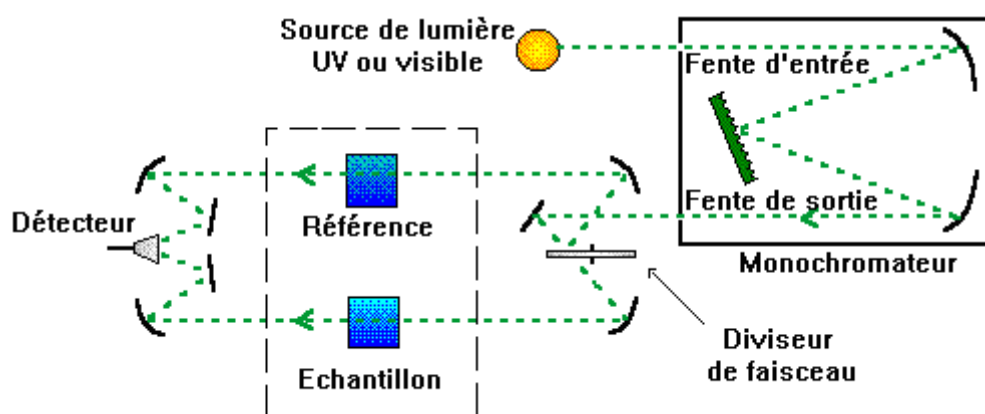 Source de lumière
UV ou visible
Fente d'entrée
Fente de sortie
Monochromateur
Détecteur
Référence
Echantillon
Diviseur
de faisceau